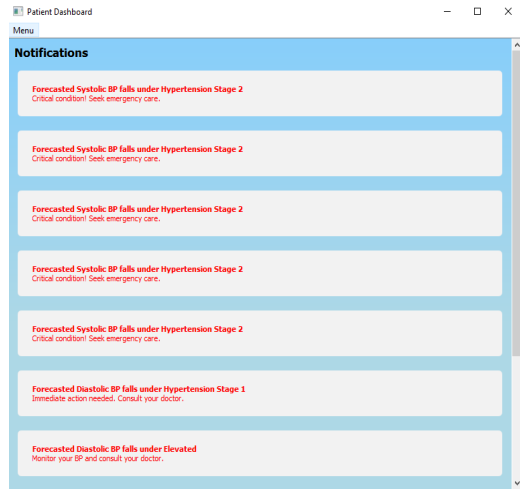 Patient Dashboard
Menu
Notifications
Forecasted Systolic BP falls under Hypertension Stage 2
Critical condition! Seek emergency care.
Forecasted Systolic BP falls under Hypertension Stage 2
Critical condition! Seek emergency care.
Forecasted Systolic BP falls under Hypertension Stage 2
Critical condition! Seek emergency care.
Forecasted Systolic BP falls under Hypertension Stage 2
Critical condition! Seek emergency care.
Forecasted Systolic BP falls under Hypertension Stage 2
Critical condition! Seek emergency care.
Forecasted Diastolic BP falls under Hypertension Stage 1
Immediate action needed. Consult your doctor.
Forecasted Diastolic BP falls under Elevated
Monitor your BP and consult your doctor.